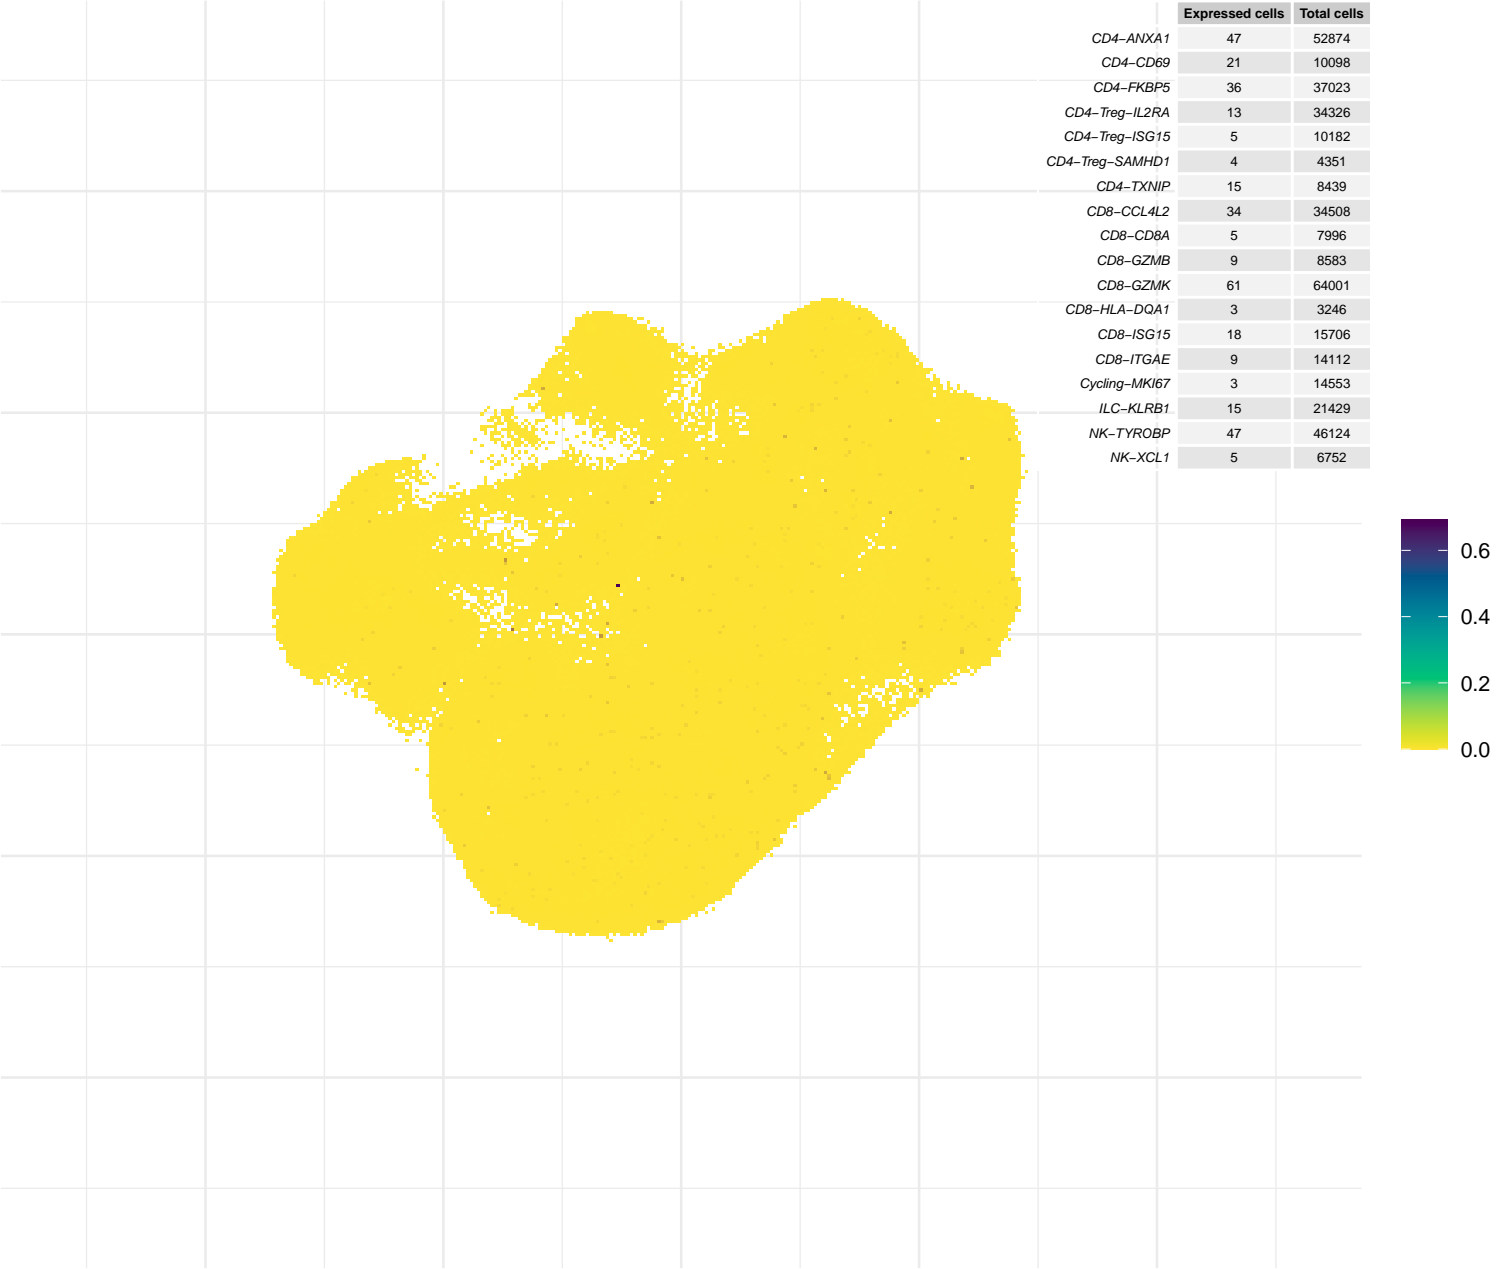 Expressed cells Total cells
CD4−ANXA1 47 52874
CD4−CD69 21 10098
CD4−FKBP5 36 37023
CD4−Treg−IL2RA 13 34326
CD4−Treg−ISG15 5 10182
CD4−Treg−SAMHD1 4 4351
CD4−TXNIP 15 8439
CD8−CCL4L2 34 34508
CD8−CD8A 5 7996
CD8−GZMB 9 8583
CD8−GZMK 61 64001
CD8−HLA−DQA1 3 3246
CD8−ISG15 18 15706
CD8−ITGAE 9 14112
Cycling−MKI67 3 14553
ILC−KLRB1 15 21429
NK−TYROBP 47 46124
NK−XCL1 5 6752
0.6
0.4
0.2
0.0